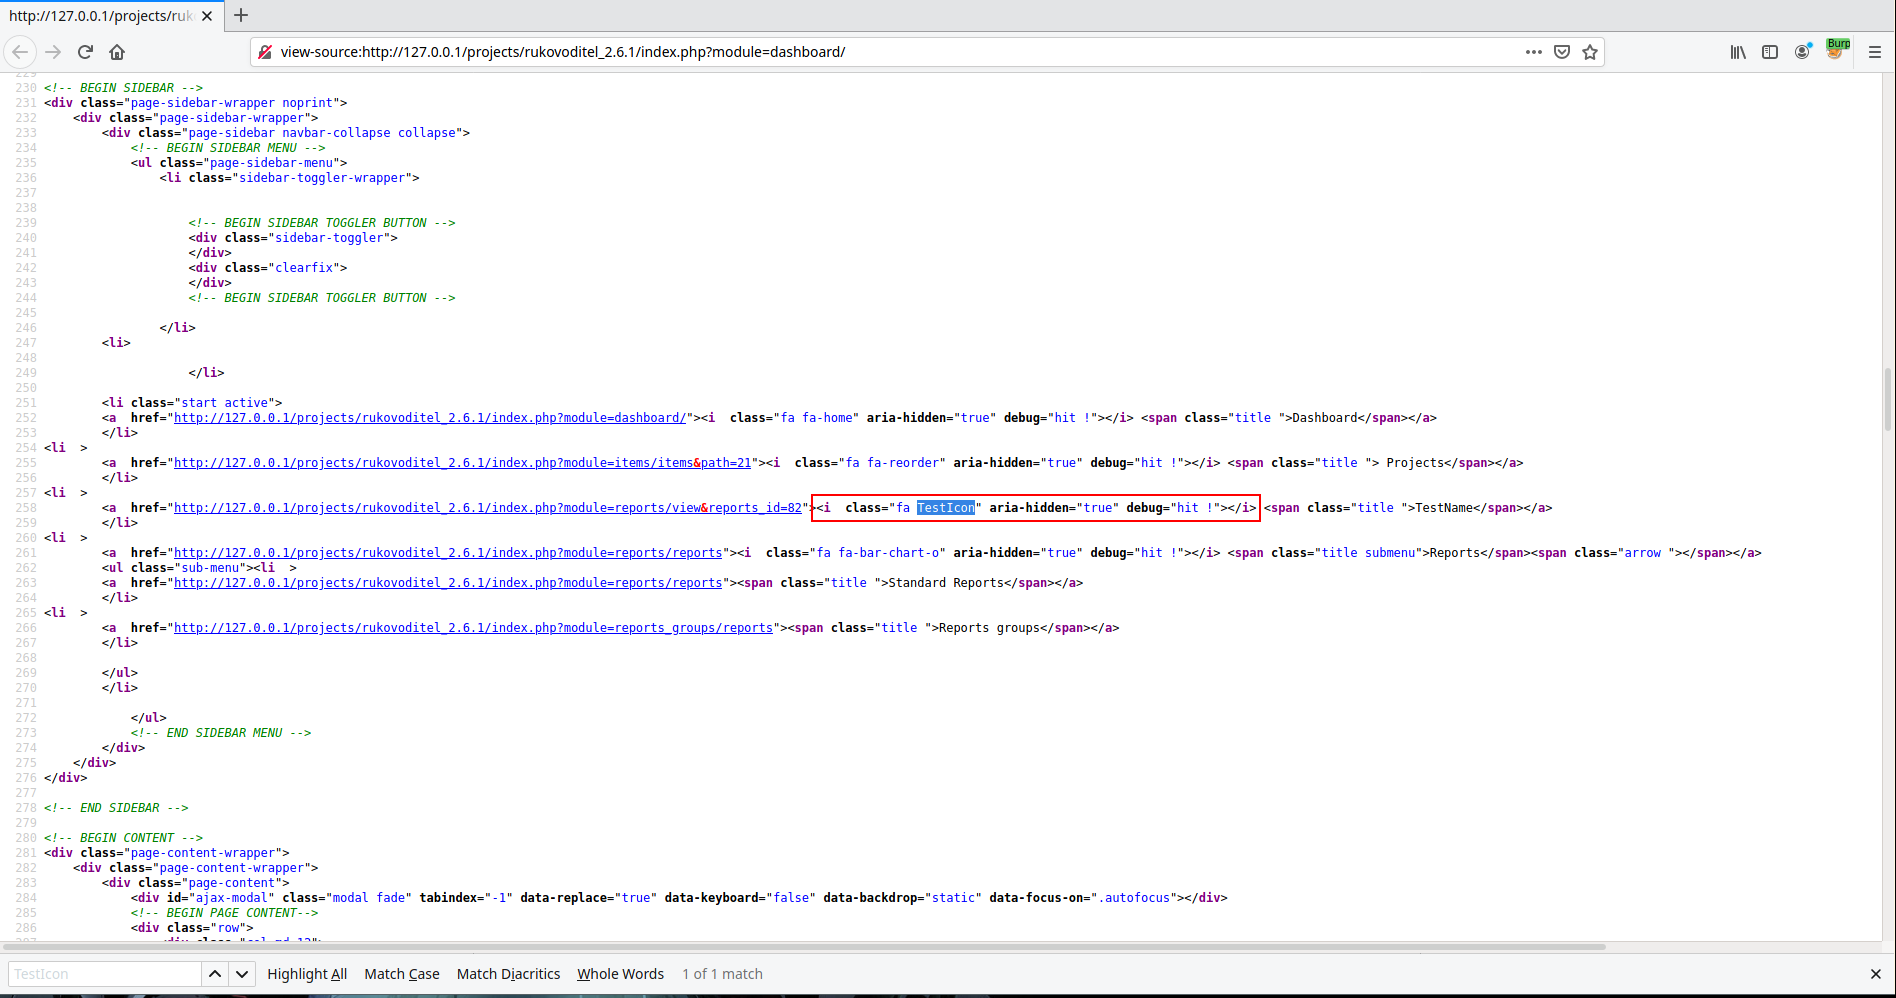 http://127.0.0.1/projects/ruk
view-source:http://127.0.0.1/projects/rukovoditel_2.6.1/index.php?module=dashboard/
Burp
229
230 <!-- BEGIN SIDEBAR -->
231 <div class="page-sidebar-wrapper noprint">
232 <div class="page-sidebar-wrapper">
233 <div class="page-sidebar navbar-collapse collapse">
234 <!-- BEGIN SIDEBAR MENU -->
235 <ul class="page-sidebar-menu">
236 <li class="sidebar-toggler-wrapper">
237
238
239 <!-- BEGIN SIDEBAR TOGGLER BUTTON -->
240 <div class="sidebar-toggler">
241 </div>
242 <div class="clearfix">
243 </div>
244 <!-- BEGIN SIDEBAR TOGGLER BUTTON -->
245
246 </li>
247 <li>
248
249 </li>
250
251 <li class="start active">
252 <a  href="http://127.0.0.1/projects/rukovoditel_2.6.1/index.php?module=dashboard/"><i  class="fa fa-home" aria-hidden="true" debug="hit !"></i> <span class="title ">Dashboard</span></a>
253 </li>
254 <li  >
255 <a  href="http://127.0.0.1/projects/rukovoditel_2.6.1/index.php?module=items/items&path=21"><i  class="fa fa-reorder" aria-hidden="true" debug="hit !"></i> <span class="title "> Projects</span></a>
256 </li>
257 <li  >
258 <a  href="http://127.0.0.1/projects/rukovoditel_2.6.1/index.php?module=reports/view&reports_id=82"><i  class="fa TestIcon" aria-hidden="true" debug="hit !"></i> <span class="title ">TestName</span></a>
259 </li>
260 <li  >
261 <a  href="http://127.0.0.1/projects/rukovoditel_2.6.1/index.php?module=reports/reports"><i  class="fa fa-bar-chart-o" aria-hidden="true" debug="hit !"></i> <span class="title submenu">Reports</span><span class="arrow "></span></a>
262 <ul class="sub-menu"><li  >
263 <a  href="http://127.0.0.1/projects/rukovoditel_2.6.1/index.php?module=reports/reports"><span class="title ">Standard Reports</span></a>
264 </li>
265 <li  >
266 <a  href="http://127.0.0.1/projects/rukovoditel_2.6.1/index.php?module=reports_groups/reports"><span class="title ">Reports groups</span></a>
267 </li>
268
269 </ul>
270 </li>
271
272 </ul>
273 <!-- END SIDEBAR MENU -->
274 </div>
275 </div>
276 </div>
277
278 <!-- END SIDEBAR -->
279
280 <!-- BEGIN CONTENT -->
281 <div class="page-content-wrapper">
282 <div class="page-content-wrapper">
283 <div class="page-content">
284 <div id="ajax-modal" class="modal fade" tabindex="-1" data-replace="true" data-keyboard="false" data-backdrop="static" data-focus-on=".autofocus"></div>
285 <!-- BEGIN PAGE CONTENT-->
286 <div class="row">
287 <div class="col-md-12">
TestIcon Highlight All Match Case Match Diacritics Whole Words 1 of 1 match